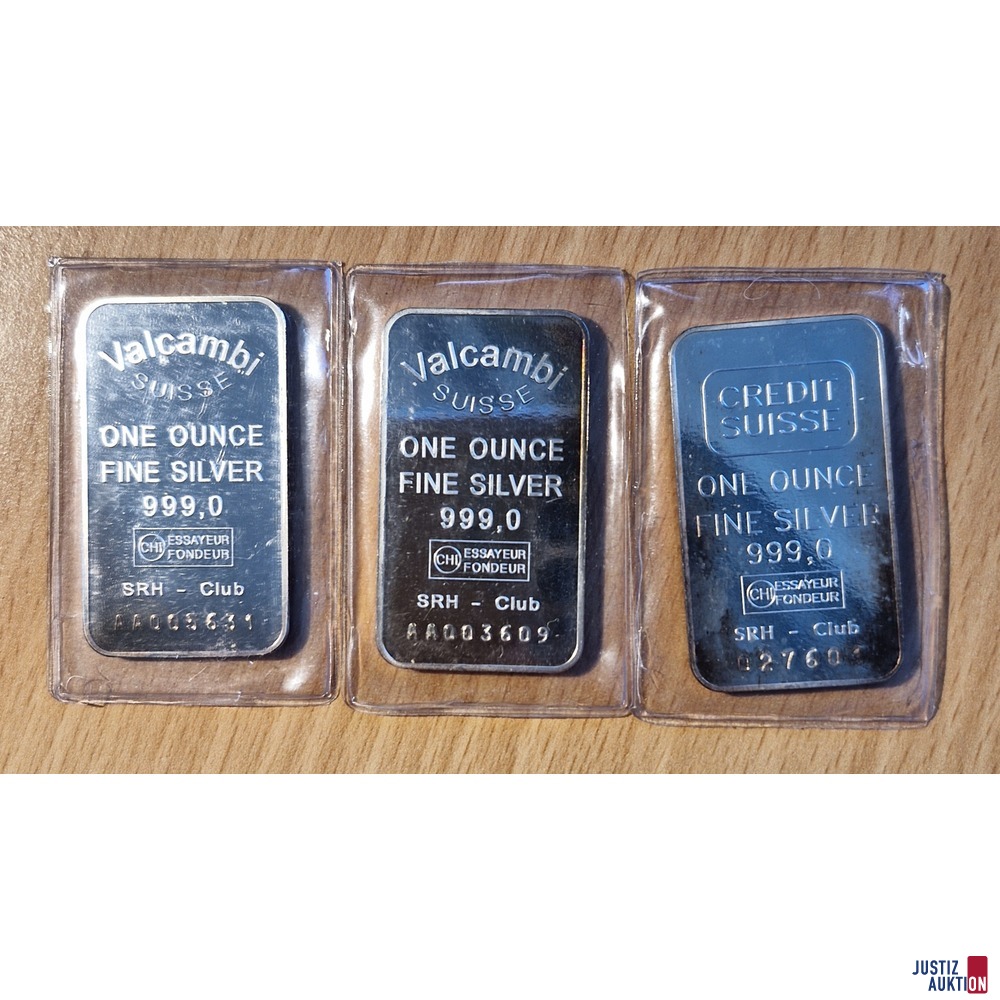 Valcambi
SUISSE
ONE OUNCE
FINE SILVER
999,0
CHI ESSAYEUR
FONDEUR
SRH - Club
Valcambi
SUISSE
ONE OUNCE
FINE SILVER
999,0
CHI ESSAYEUR
FONDEUR
SRH - Club
AA003609
CREDIT
SUISSE
ONE OUNCE
FINE SILVER
999,0
CHI ESSAYEUR
FONDEUR
SRH - Club
JUSTIZ
AUKTION